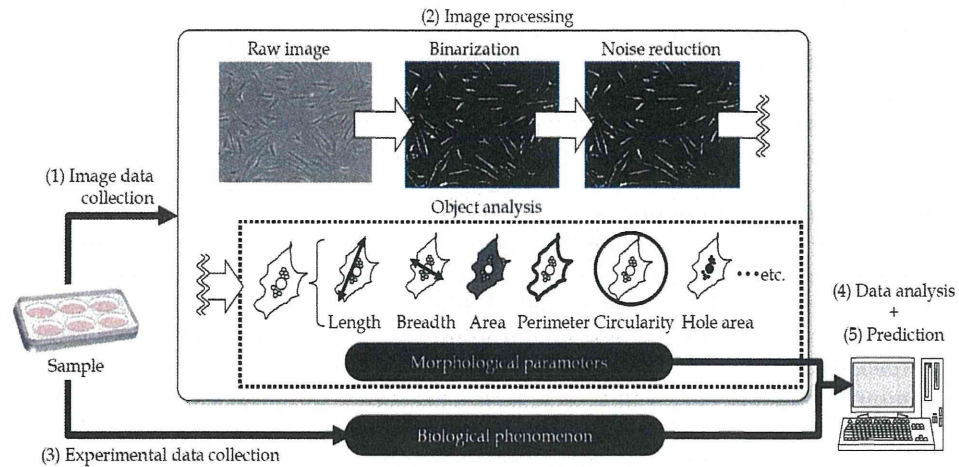 (2) Image processing
Raw image
Binarization
Noise reduction
(1) Image data
collection
Object analysis
••••etc.
Length
Breadth
Area
Perimeter
Circularity
Hole area
(4) Data analysis
+
(5) Prediction
Sample
Morphological parameters
Biological phenomenon
(3) Experimental data collection